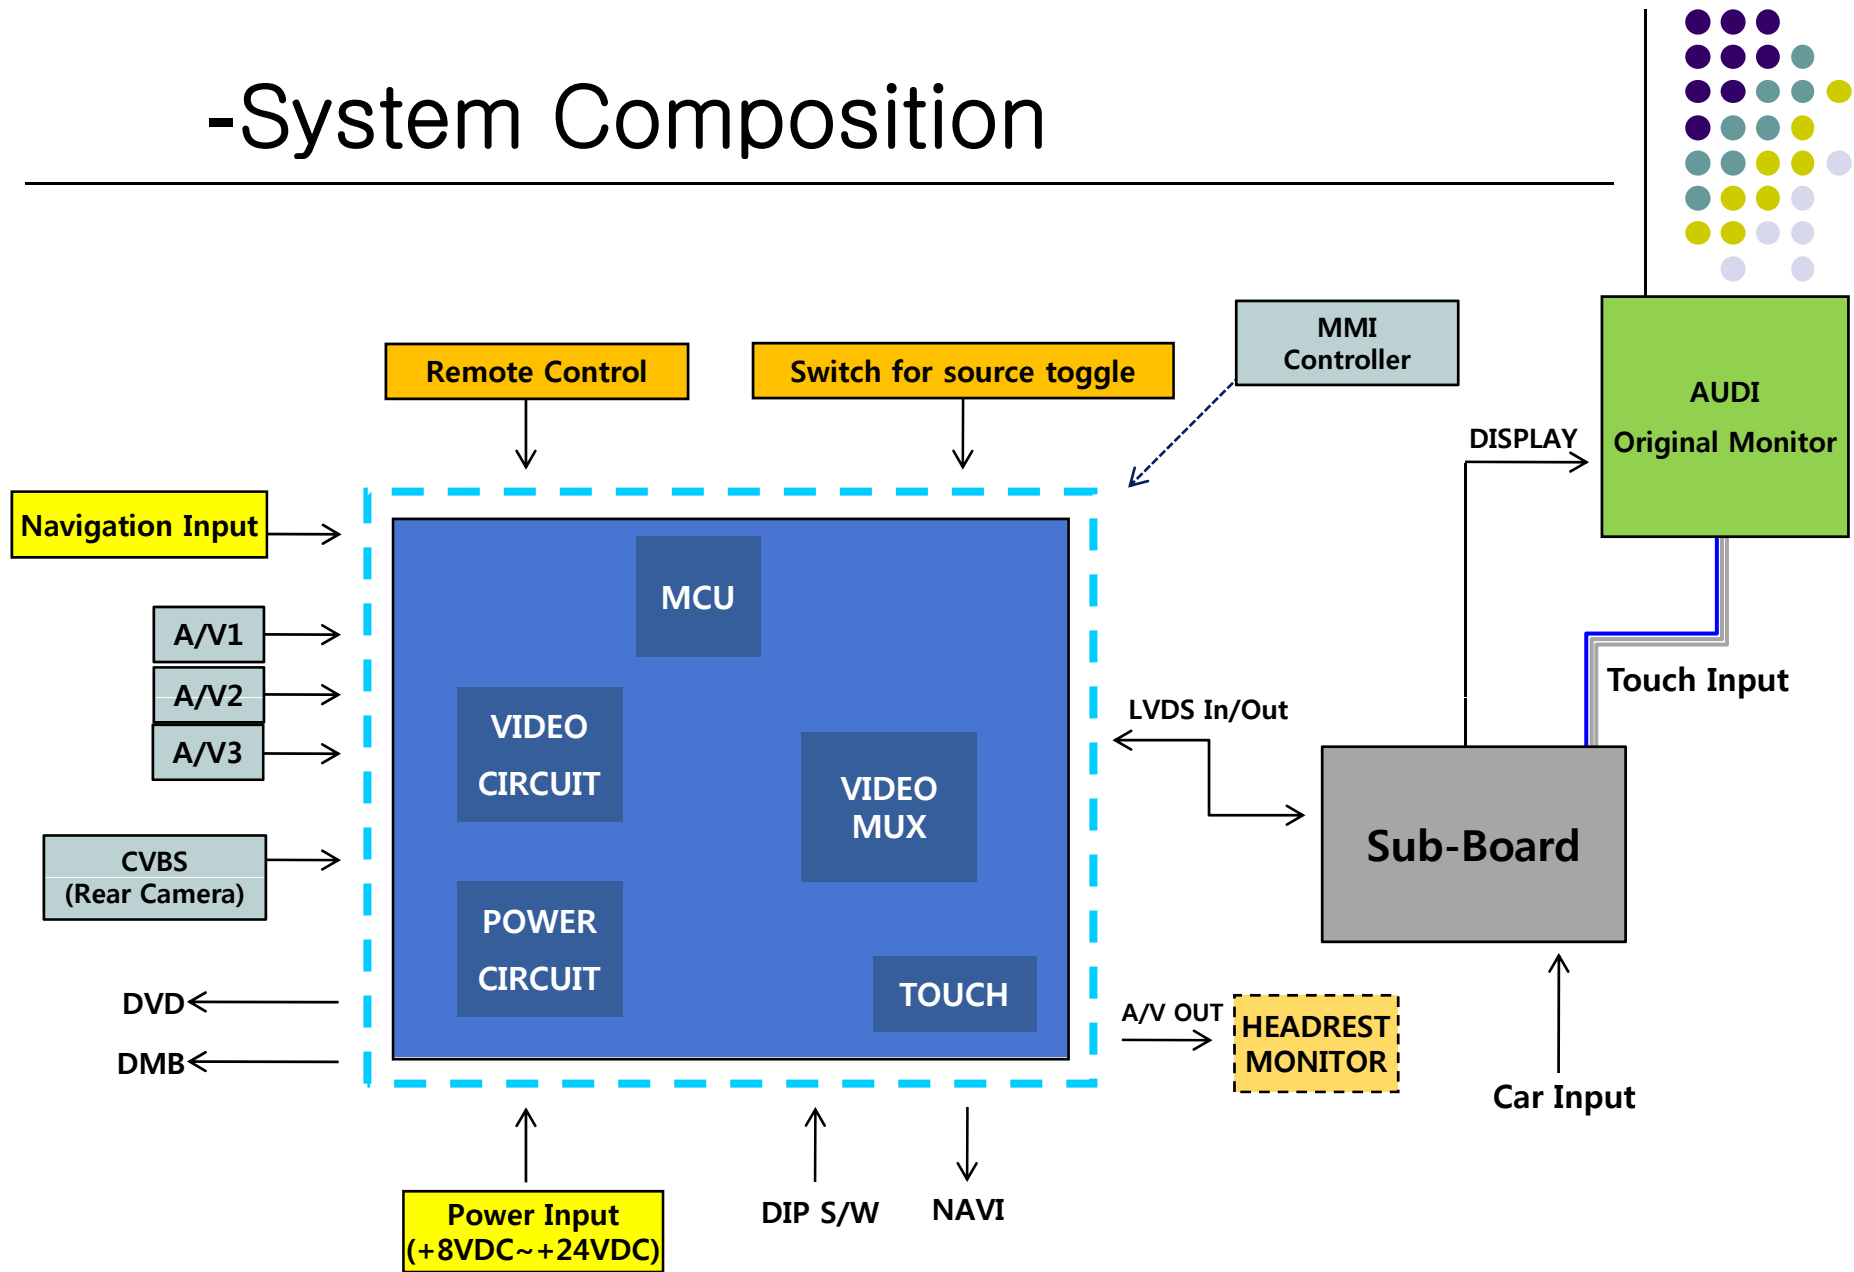 -System Composition
MMI
Controller
Remote Control
Switch for source toggle
AUDI
Original Monitor
DISPLAY
Navigation Input
MCU
A/V1
A/V2
A/V3
Touch Input
LVDS In/Out
VIDEO
CIRCUIT
VIDEO
MUX
Sub-Board
CVBS
(Rear Camera)
POWER
CIRCUIT
TOUCH
DVD
DMB
A/V OUT
HEADREST
MONITOR
Car Input
Power Input
(+8VDC~+24VDC)
DIP S/W
NAVI